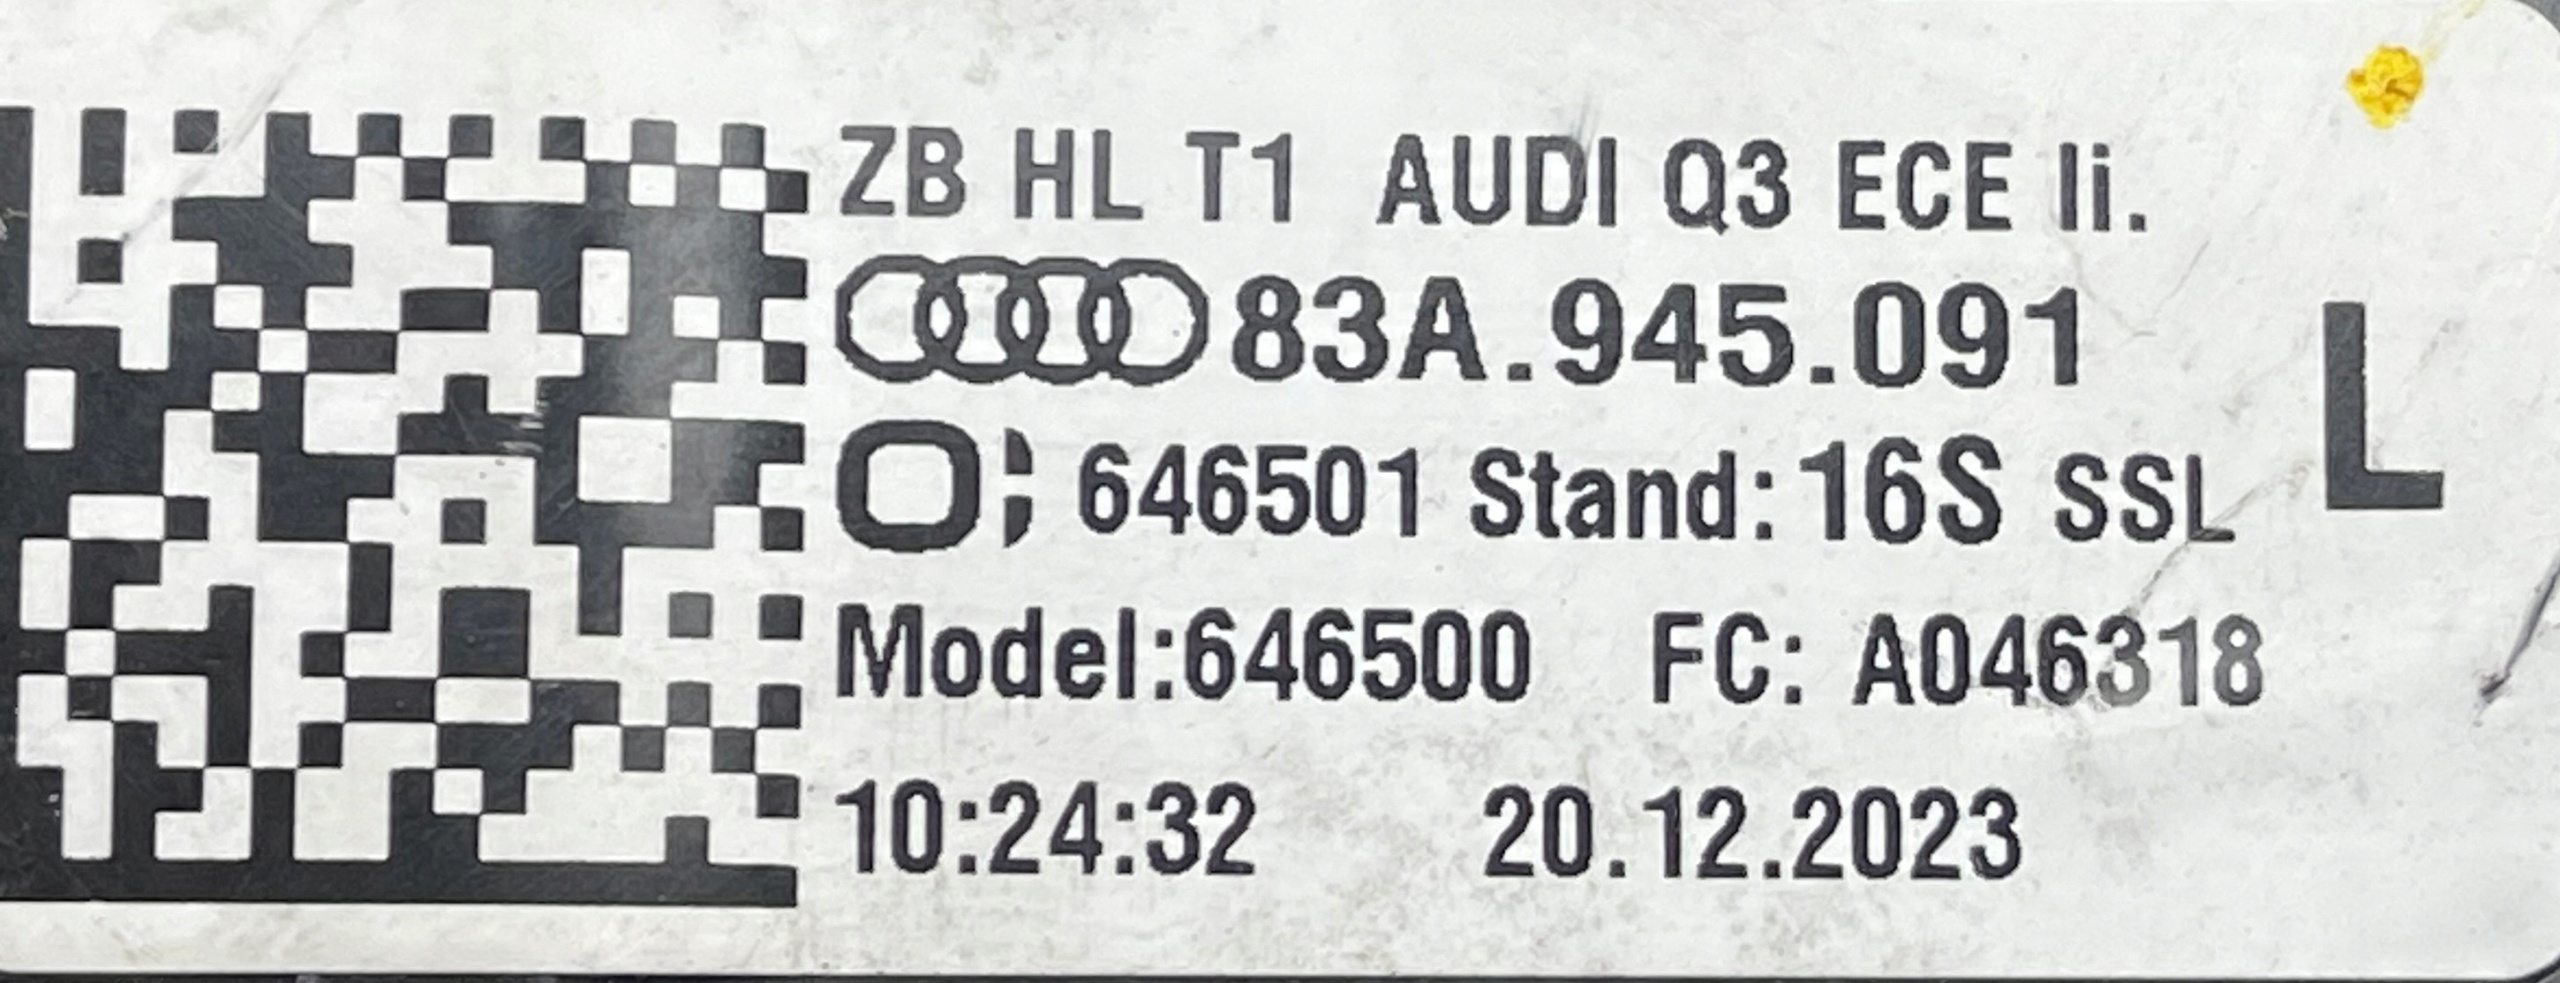 ZB HL T1 AUDI Q3 ECE li.
83A.945.091
646501 Stand: 16S SSL
L
Model:646500 FC: A046318
10:24:32 20.12.2023